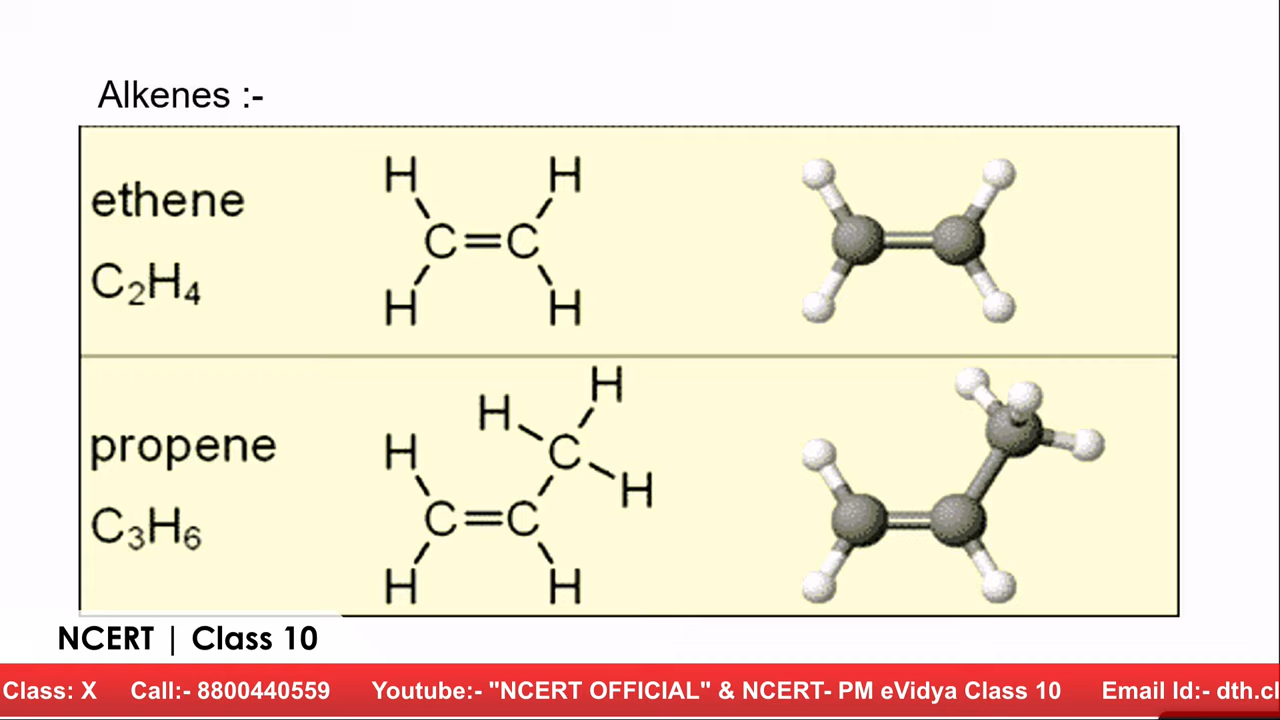 Alkenes :-
ethene
C₂H₄
H H
C=C
H H
propene
C₃H₆
H
H
H C
H
C=C
H H
NCERT | Class 10
Class: X Call:- 8800440559 Youtube:- "NCERT OFFICIAL" & NCERT- PM eVidya Class 10 Email Id:- dth.cl